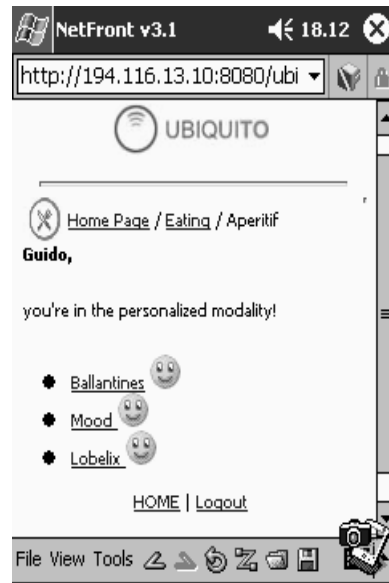 NetFront v3.1 18.12
http://194.116.13.10:8080/ubi
UBIQUITO
Home Page / Eating / Aperitif
Guido,
you're in the personalized modality!
Ballantines
Mood
Lobelix
HOME | Logout
File View Tools